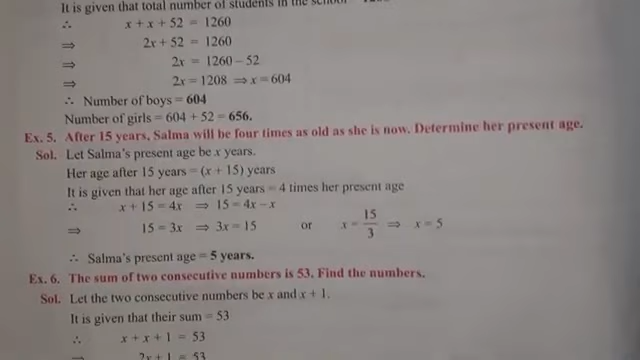 It is given that total number of students in the school
∴ x + x + 52 = 1260
⇒ 2x + 52 = 1260
⇒ 2x = 1260 – 52
⇒ 2x = 1208 ⇒ x = 604
∴ Number of boys = 604
Number of girls = 604 + 52 = 656.
Ex. 5. After 15 years, Salma will be four times as old as she is now. Determine her present age.
Sol. Let Salma's present age be x years.
Her age after 15 years = (x + 15) years
It is given that her age after 15 years = 4 times her present age
∴ x + 15 = 4x ⇒ 15 = 4x – x
⇒ 15 = 3x ⇒ 3x = 15 or x = 15/3 ⇒ x = 5
∴ Salma's present age = 5 years.
Ex. 6. The sum of two consecutive numbers is 53. Find the numbers.
Sol. Let the two consecutive numbers be x and x + 1.
It is given that their sum = 53
∴ x + x + 1 = 53
⇒ 2x + 1 = 53